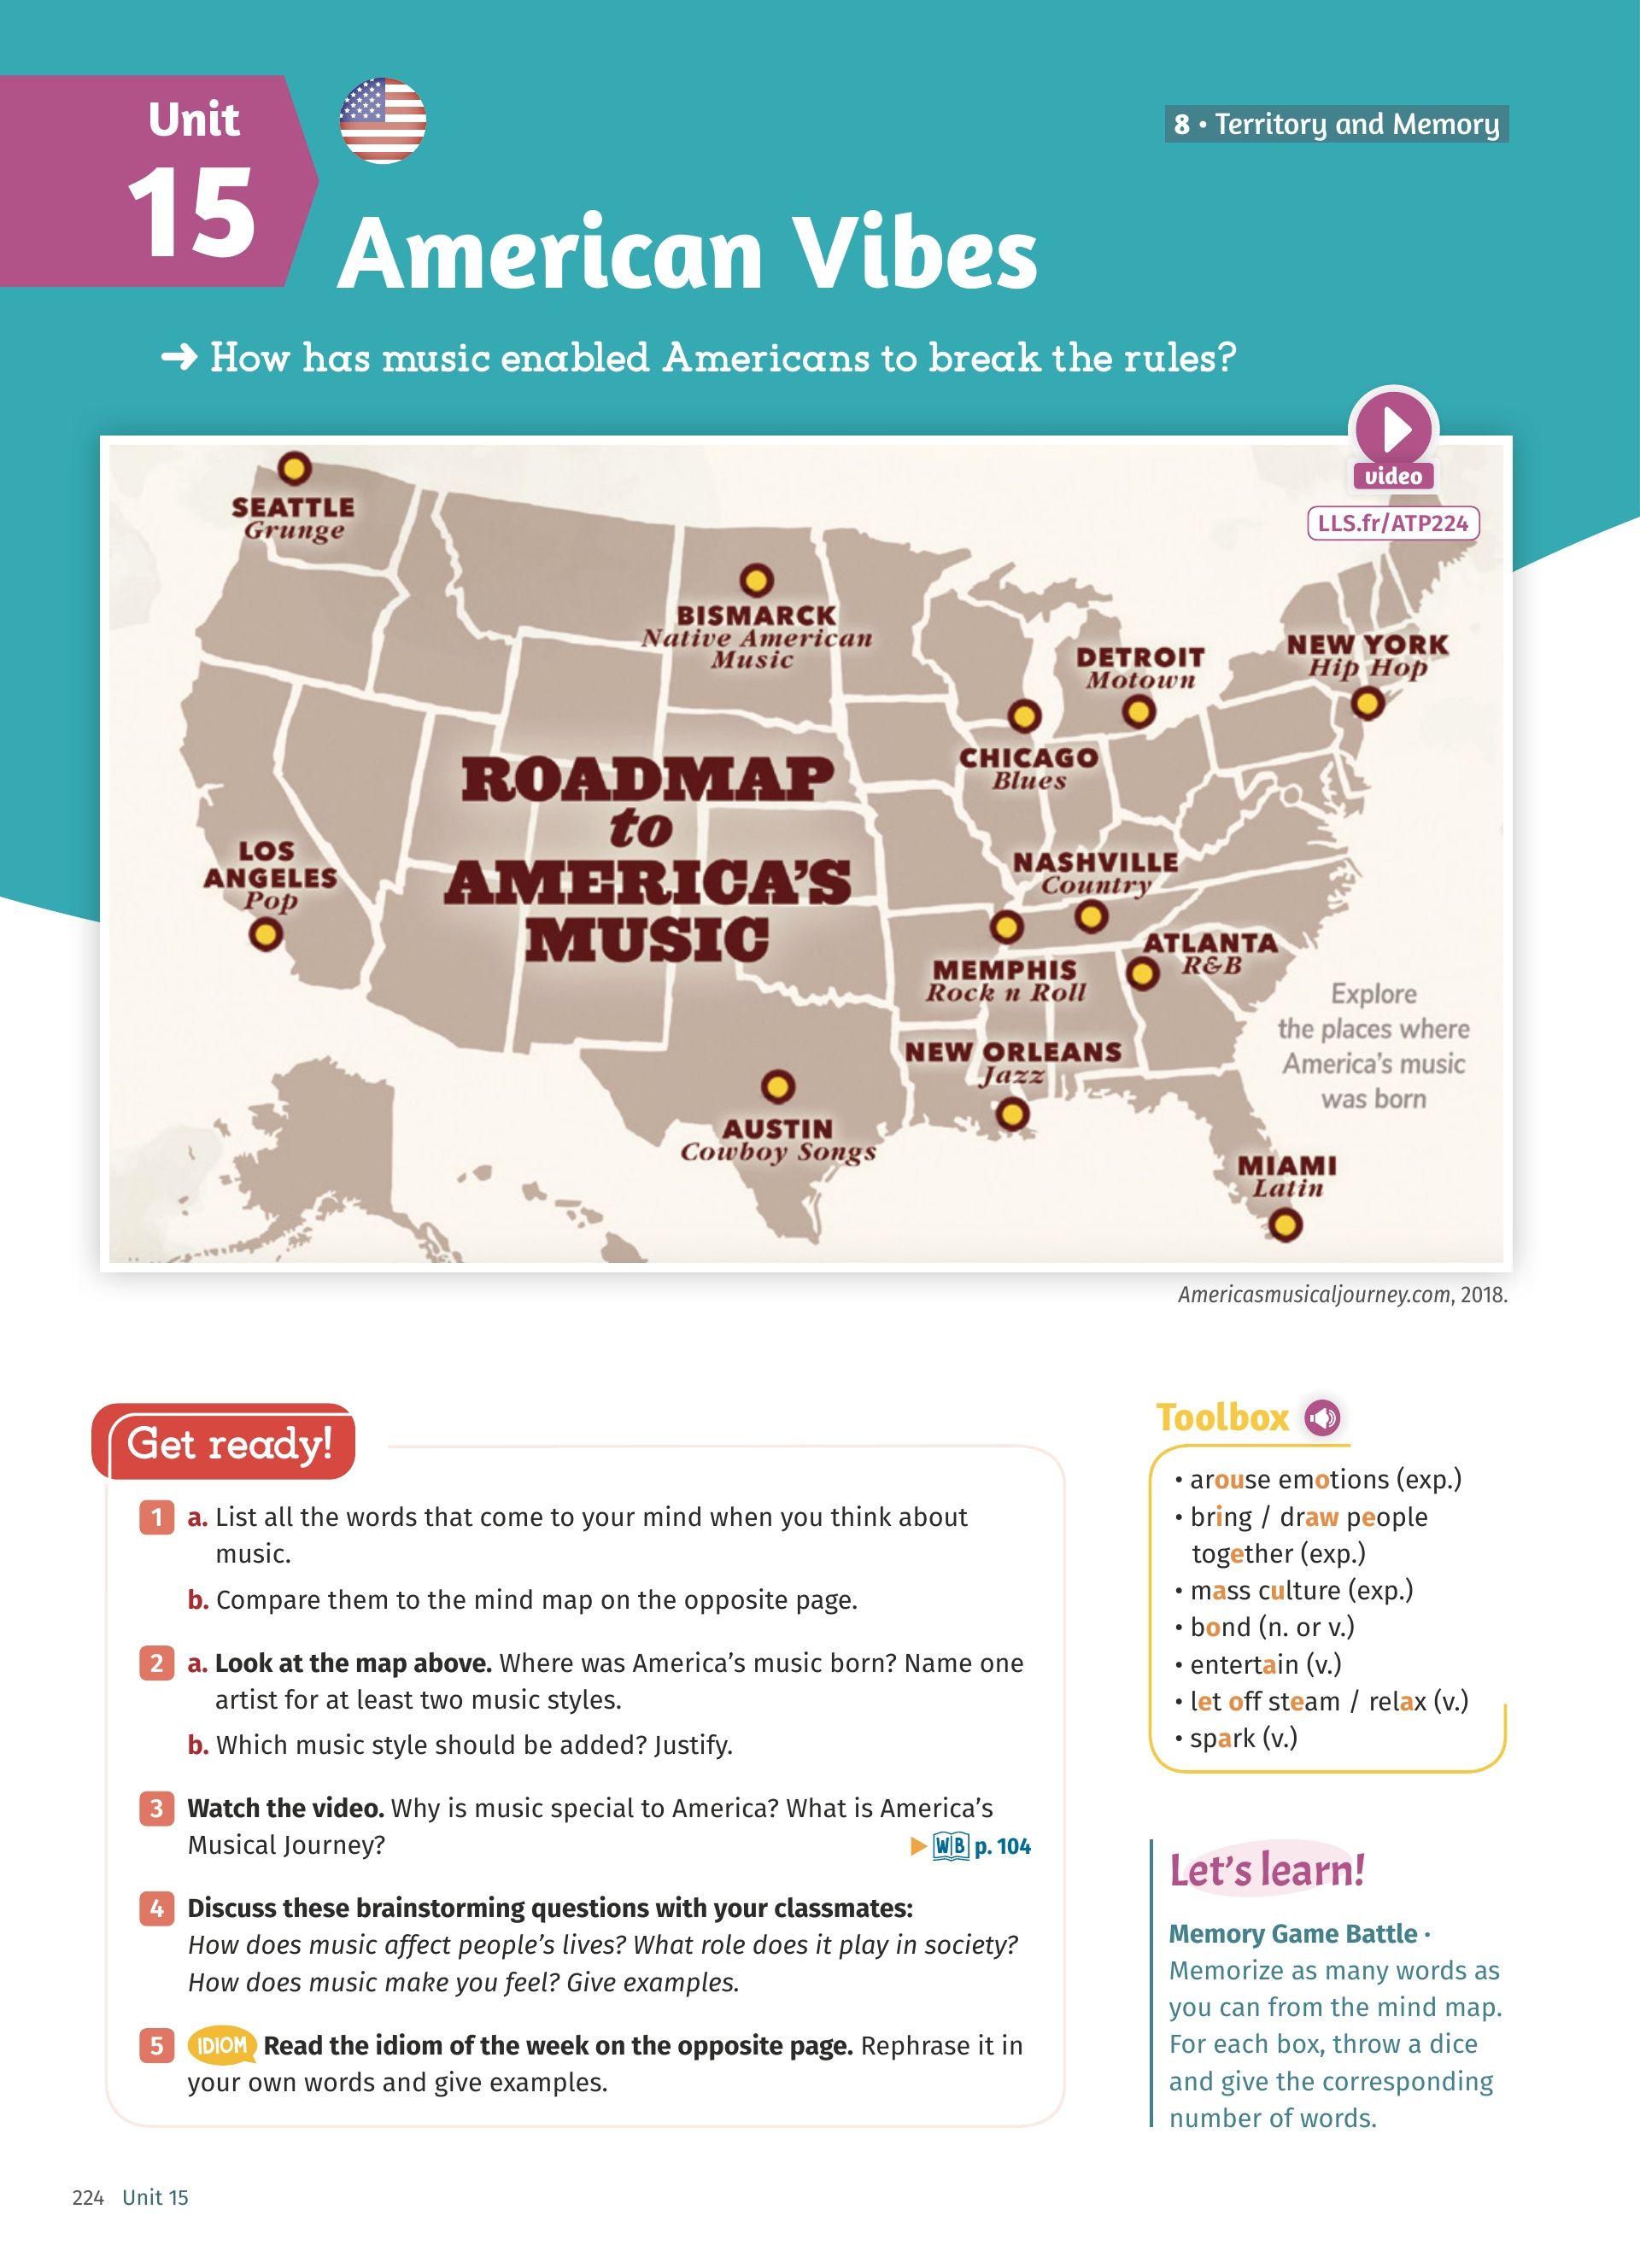 Unit
15
8 • Territory and Memory
American Vibes
➜ How has music enabled Americans to break the rules?
video
LLS.fr/ATP224
SEATTLE
Grunge
BISMARCK
Native American
Music
DETROIT
Motown
NEW YORK
Hip Hop
CHICAGO
Blues
ROADMAP
to
AMERICA'S
MUSIC
LOS
ANGELES
Pop
NASHVILLE
Country
MEMPHIS
Rock n Roll
ATLANTA
R&B
Explore
the places where
America's music
was born
NEW ORLEANS
Jazz
AUSTIN
Cowboy Songs
MIAMI
Latin
Americasmusicaljourney.com, 2018.
Get ready!
1 a. List all the words that come to your mind when you think about
music.
b. Compare them to the mind map on the opposite page.
2 a. Look at the map above. Where was America's music born? Name one
artist for at least two music styles.
b. Which music style should be added? Justify.
3 Watch the video. Why is music special to America? What is America's
Musical Journey? ▶ WB p. 104
4 Discuss these brainstorming questions with your classmates:
How does music affect people's lives? What role does it play in society?
How does music make you feel? Give examples.
5 IDIOM Read the idiom of the week on the opposite page. Rephrase it in
your own words and give examples.
Toolbox
• arouse emotions (exp.)
• bring / draw people
together (exp.)
• mass culture (exp.)
• bond (n. or v.)
• entertain (v.)
• let off steam / relax (v.)
• spark (v.)
Let's learn!
Memory Game Battle •
Memorize as many words as
you can from the mind map.
For each box, throw a dice
and give the corresponding
number of words.
224 Unit 15